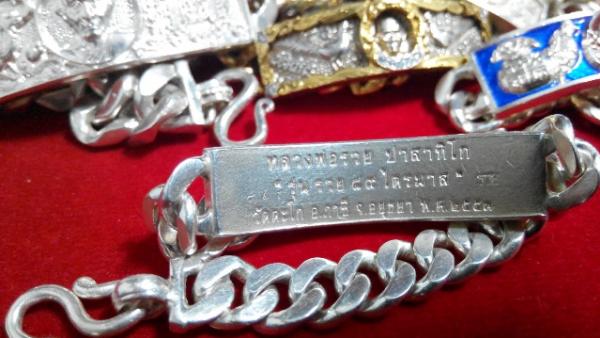 หลวงพ่อรวย ปาสาทิโก
"รุ่น รวย ๘๙ ไตรมาส"
วัดตะโก อ.ภาชี จ.อยุธยา พ.ศ.๒๕๕๓